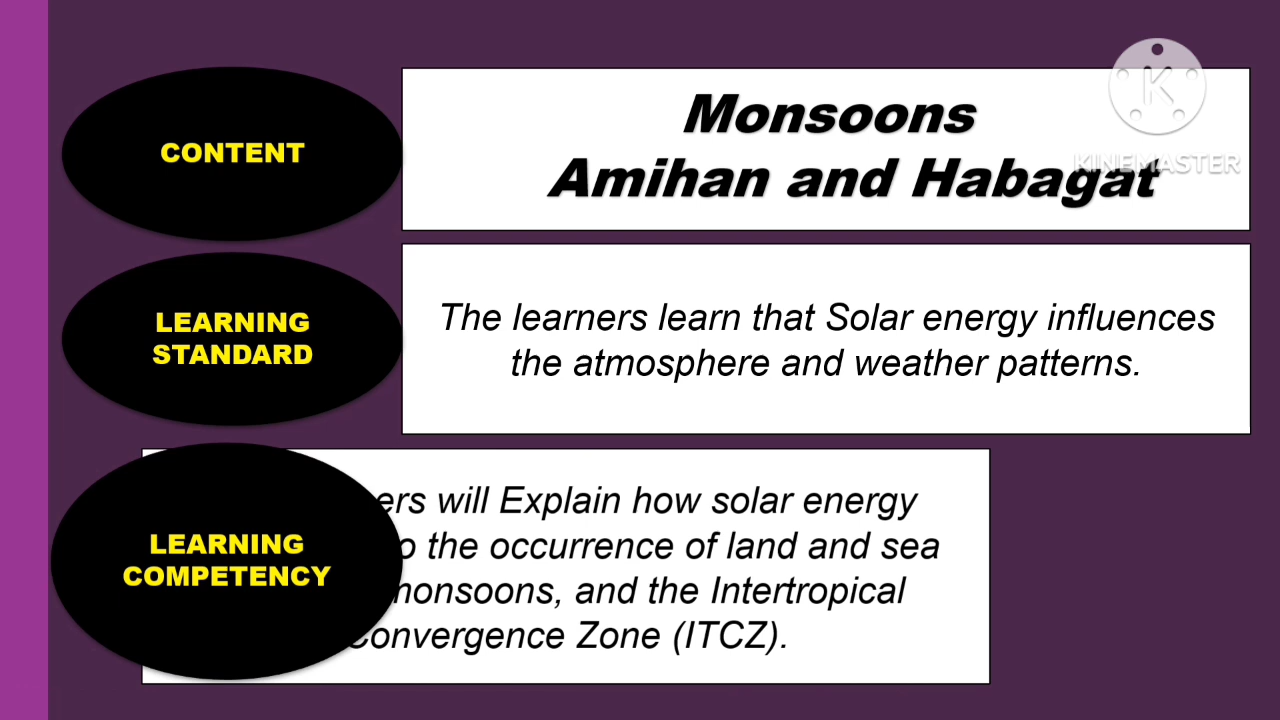 CONTENT
Monsoons
Amihan and Habagat
KINEMASTER
LEARNING
STANDARD
The learners learn that Solar energy influences
the atmosphere and weather patterns.
LEARNING
COMPETENCY
will Explain how solar energy
the occurrence of land and sea
monsoons, and the Intertropical
Convergence Zone (ITCZ).